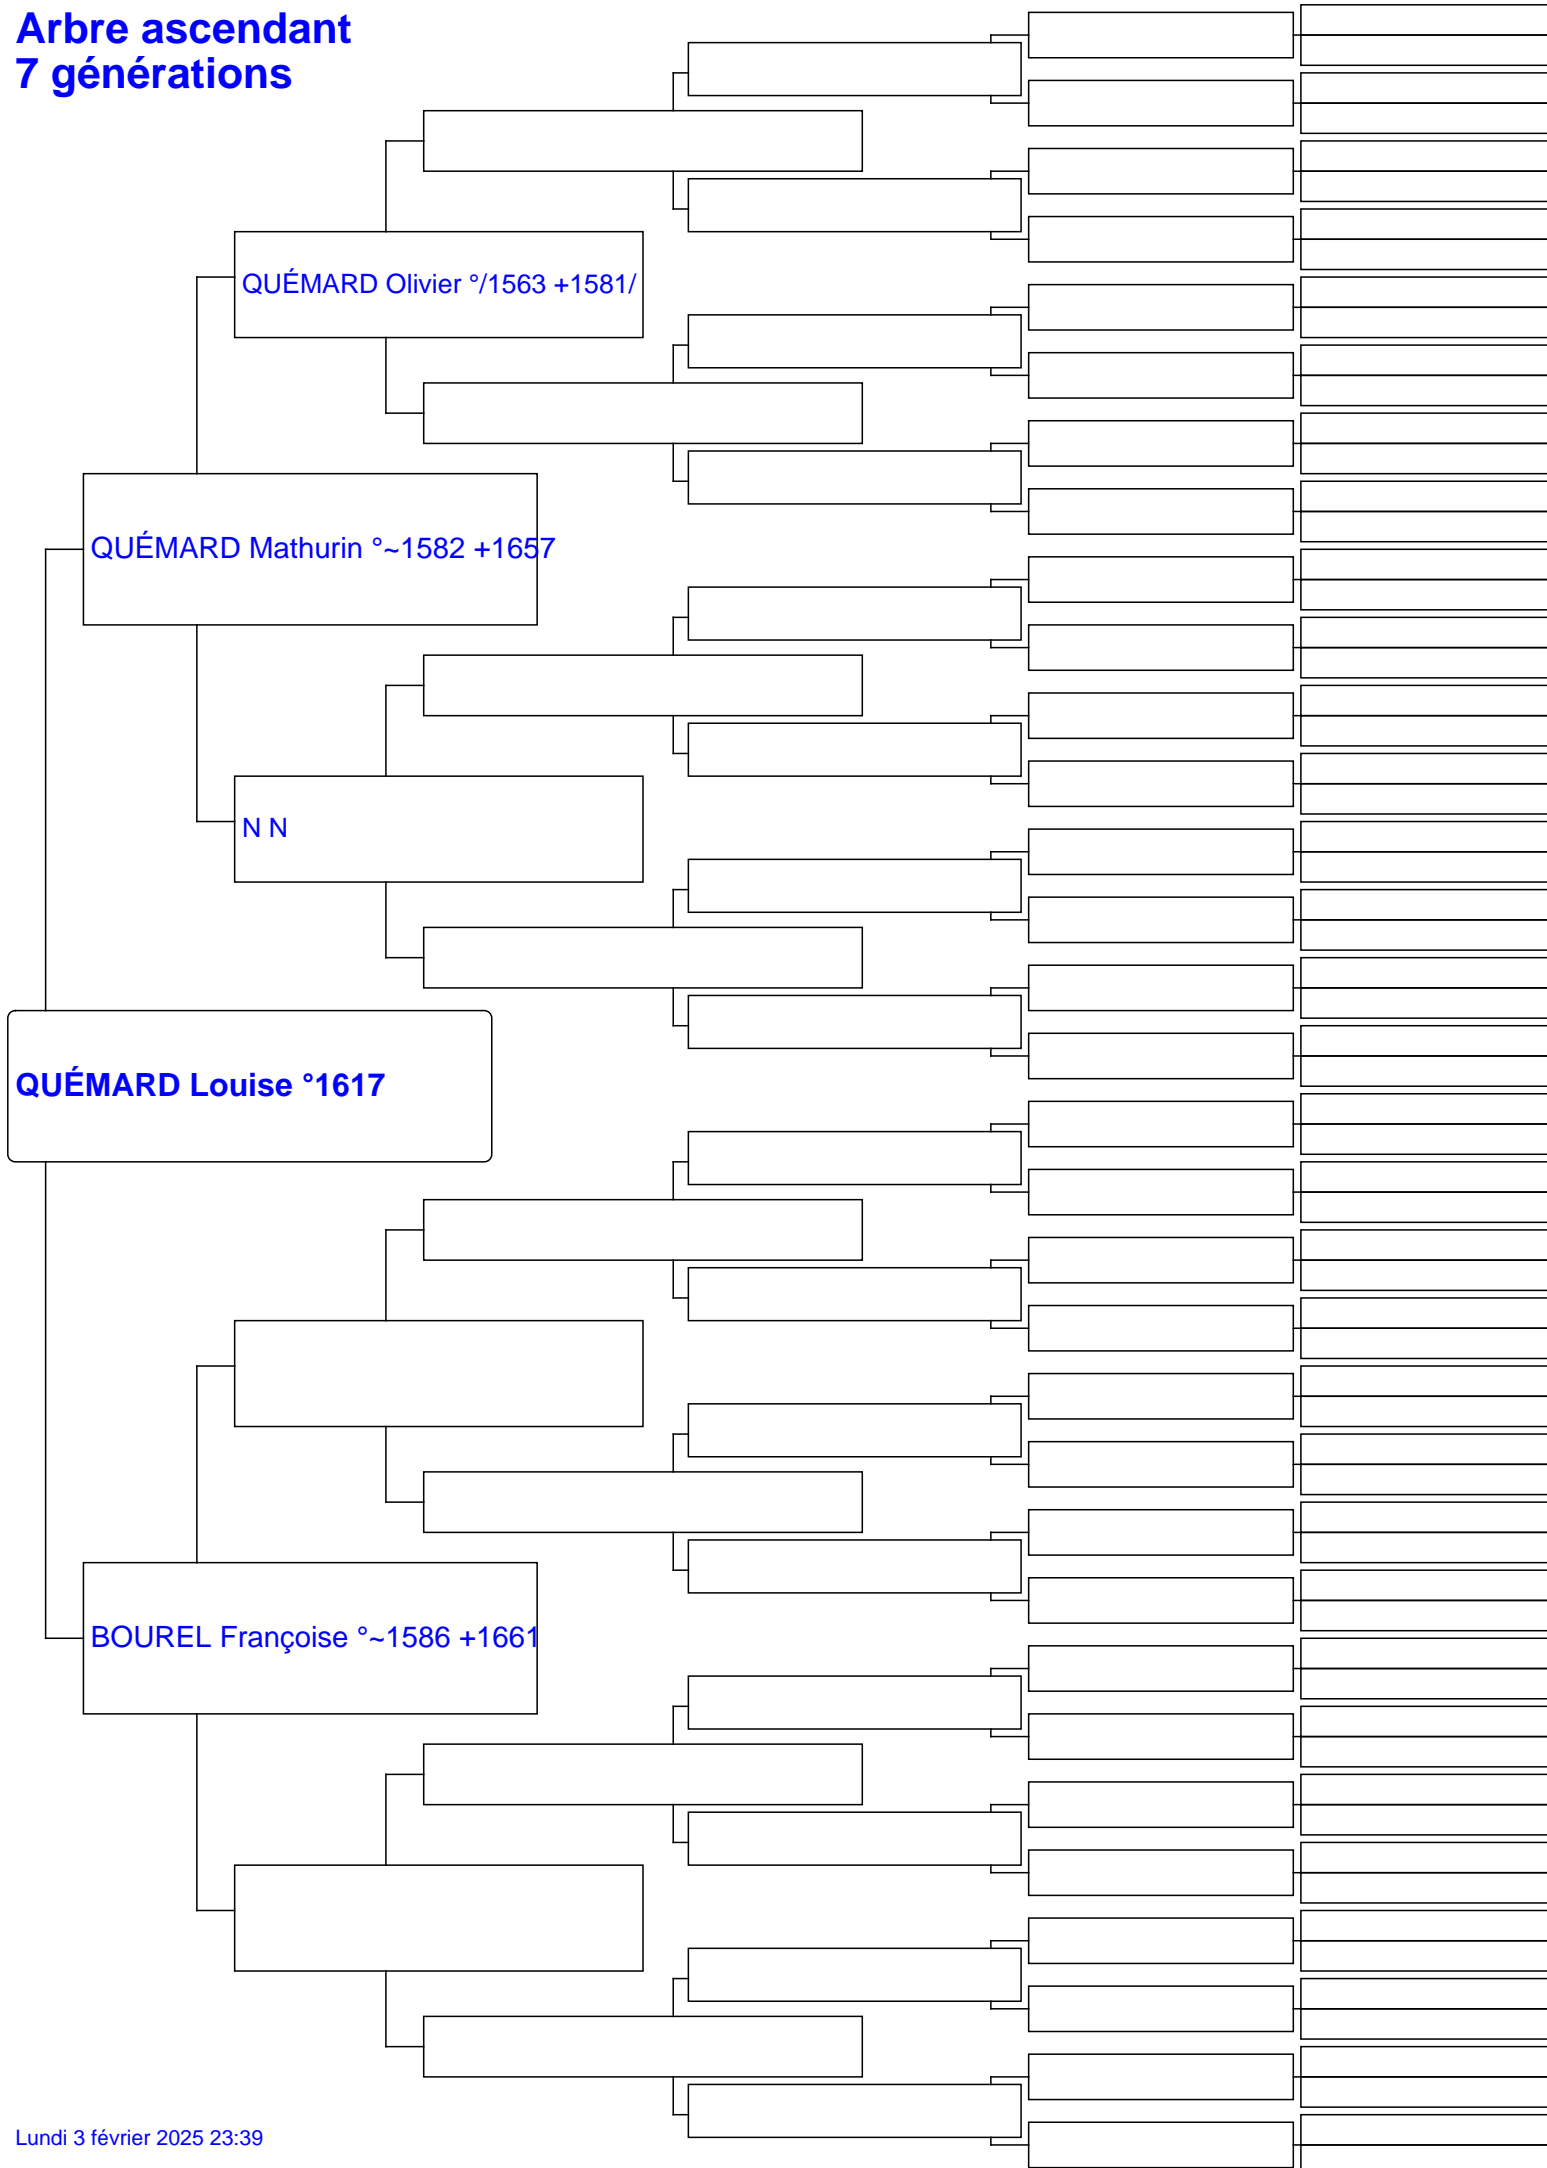 Arbre ascendant
7 générations
QUÉMARD Olivier °/1563 +1581/
QUÉMARD Mathurin °~1582 +1657
N N
QUÉMARD Louise °1617
BOUREL Françoise °~1586 +1661
Lundi 3 février 2025 23:39